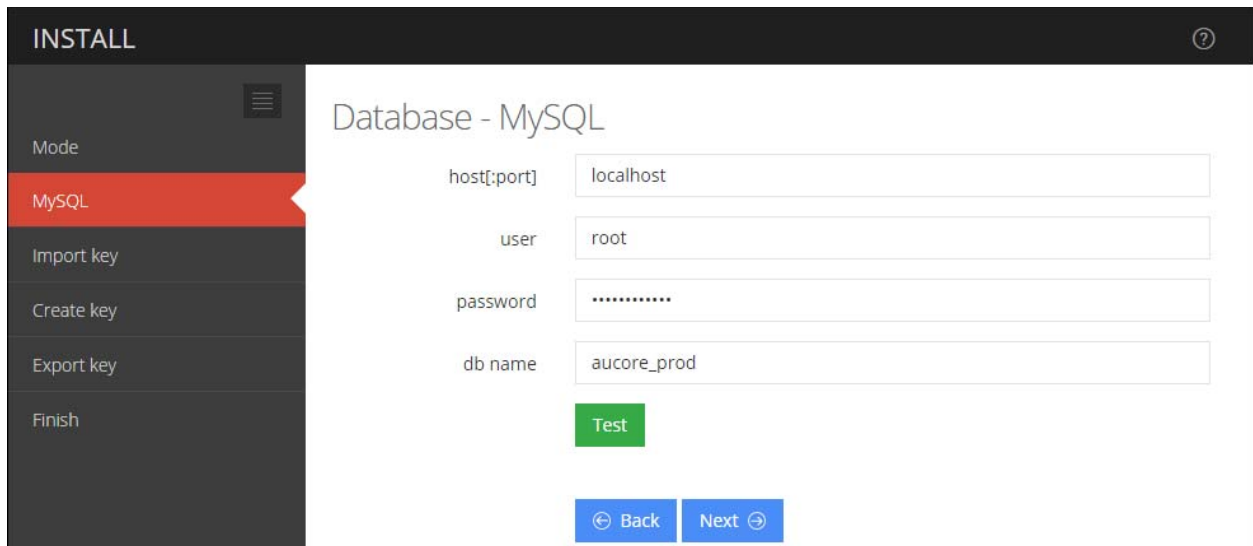 INSTALL
Mode
MySQL
Import key
Create key
Export key
Finish
Database - MySQL
host[:port] localhost
user root
password ••••••••••••
db name aucore_prod
Test
Back Next